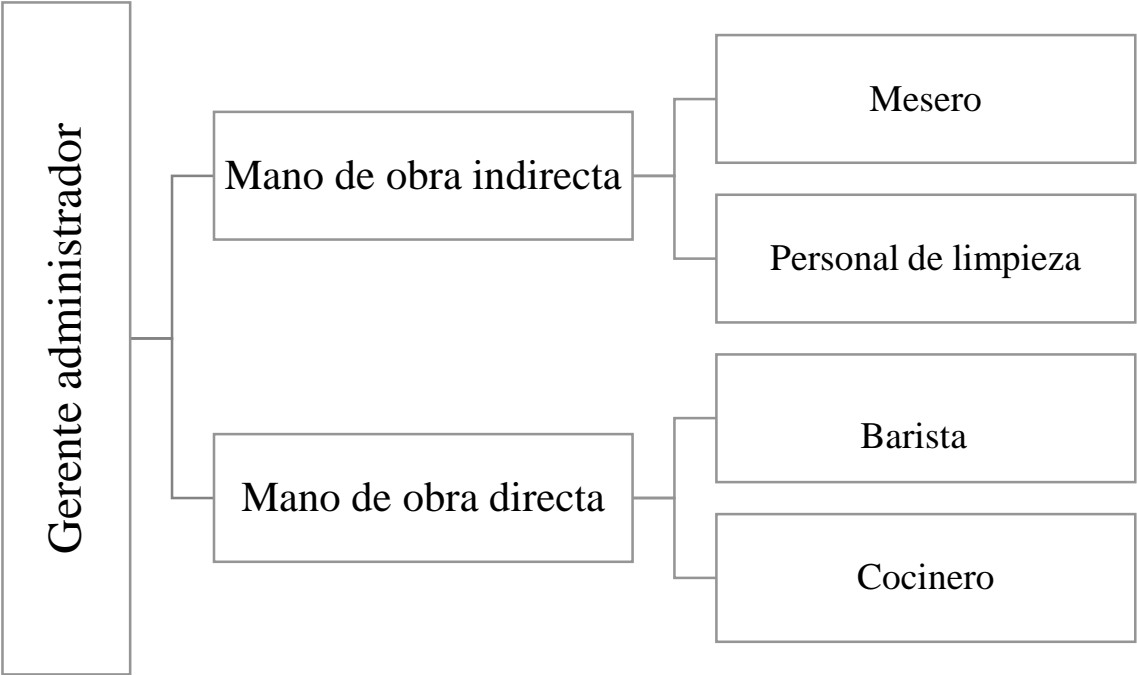 Gerente administrador
Mano de obra indirecta
Mesero
Personal de limpieza
Mano de obra directa
Barista
Cocinero